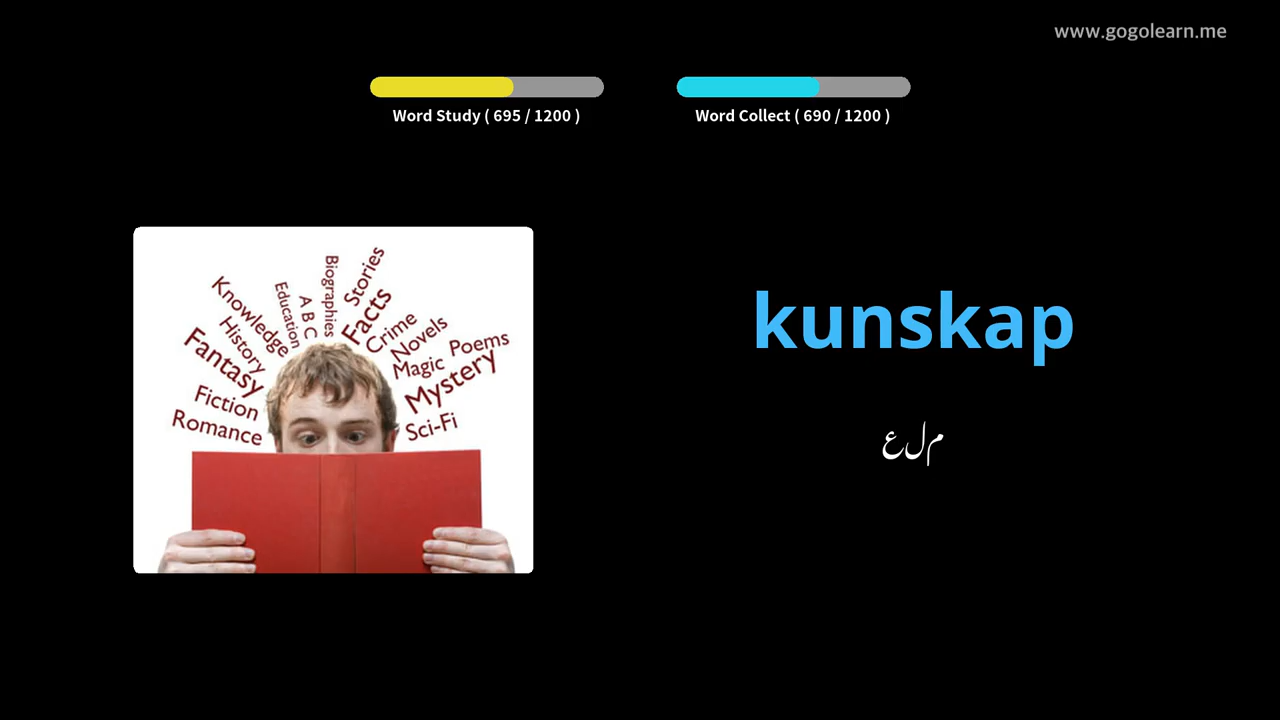 www.gogolearn.me
Word Study ( 695 / 1200 )
Word Collect ( 690 / 1200 )
Knowledge
Education
A B C
Biographies
Stories
Facts
History
Crime
Novels
Poems
Fantasy
Magic
Mystery
Fiction
Romance
Sci-Fi
kunskap
علم